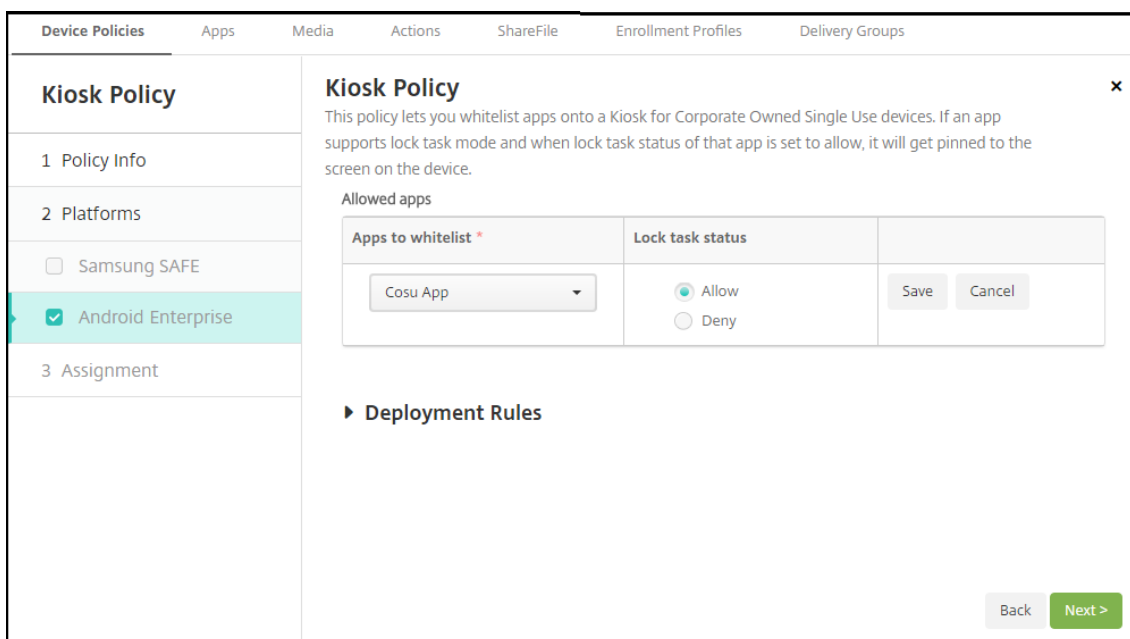 Device Policies Apps Media Actions ShareFile Enrollment Profiles Delivery Groups
Kiosk Policy
1 Policy Info
2 Platforms
Samsung SAFE
Android Enterprise
3 Assignment
Kiosk Policy
This policy lets you whitelist apps onto a Kiosk for Corporate Owned Single Use devices. If an app
supports lock task mode and when lock task status of that app is set to allow, it will get pinned to the
screen on the device.
Allowed apps
Apps to whitelist * Lock task status
Cosu App Allow Save Cancel
Deny
Deployment Rules
Back Next >